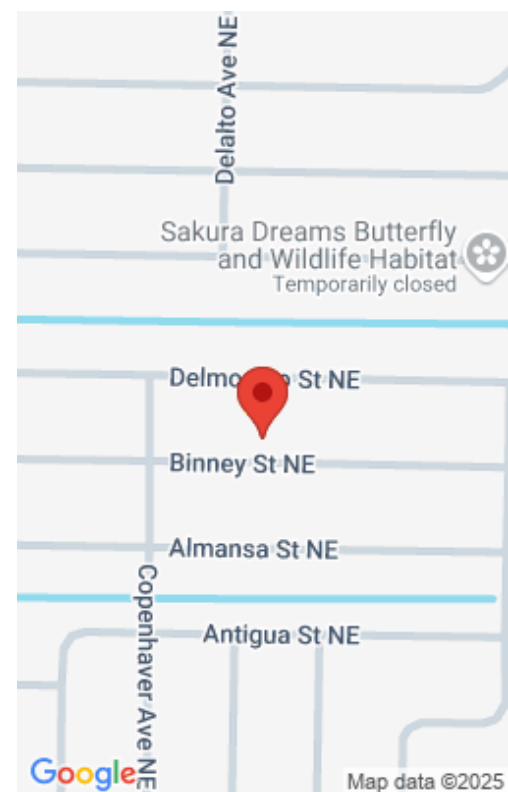 Delalto Ave NE
Sakura Dreams Butterfly
and Wildlife Habitat
Temporarily closed
St NE
Binney St NE
Almansa St NE
Antigua St NE
Copenhaver Ave NE
Google
Map data ©2025